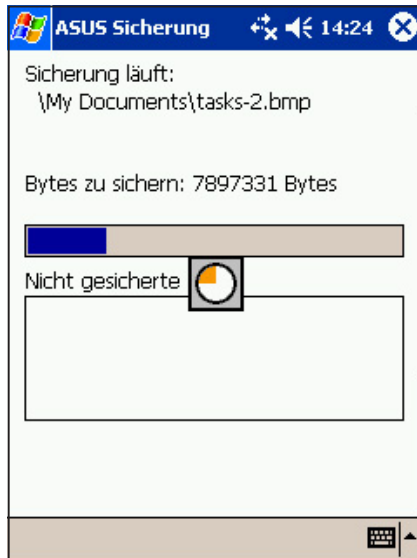 ASUS Sicherung 14:24
Sicherung läuft:
\My Documents\tasks-2.bmp
Bytes zu sichern: 7897331 Bytes
Nicht gesicherte